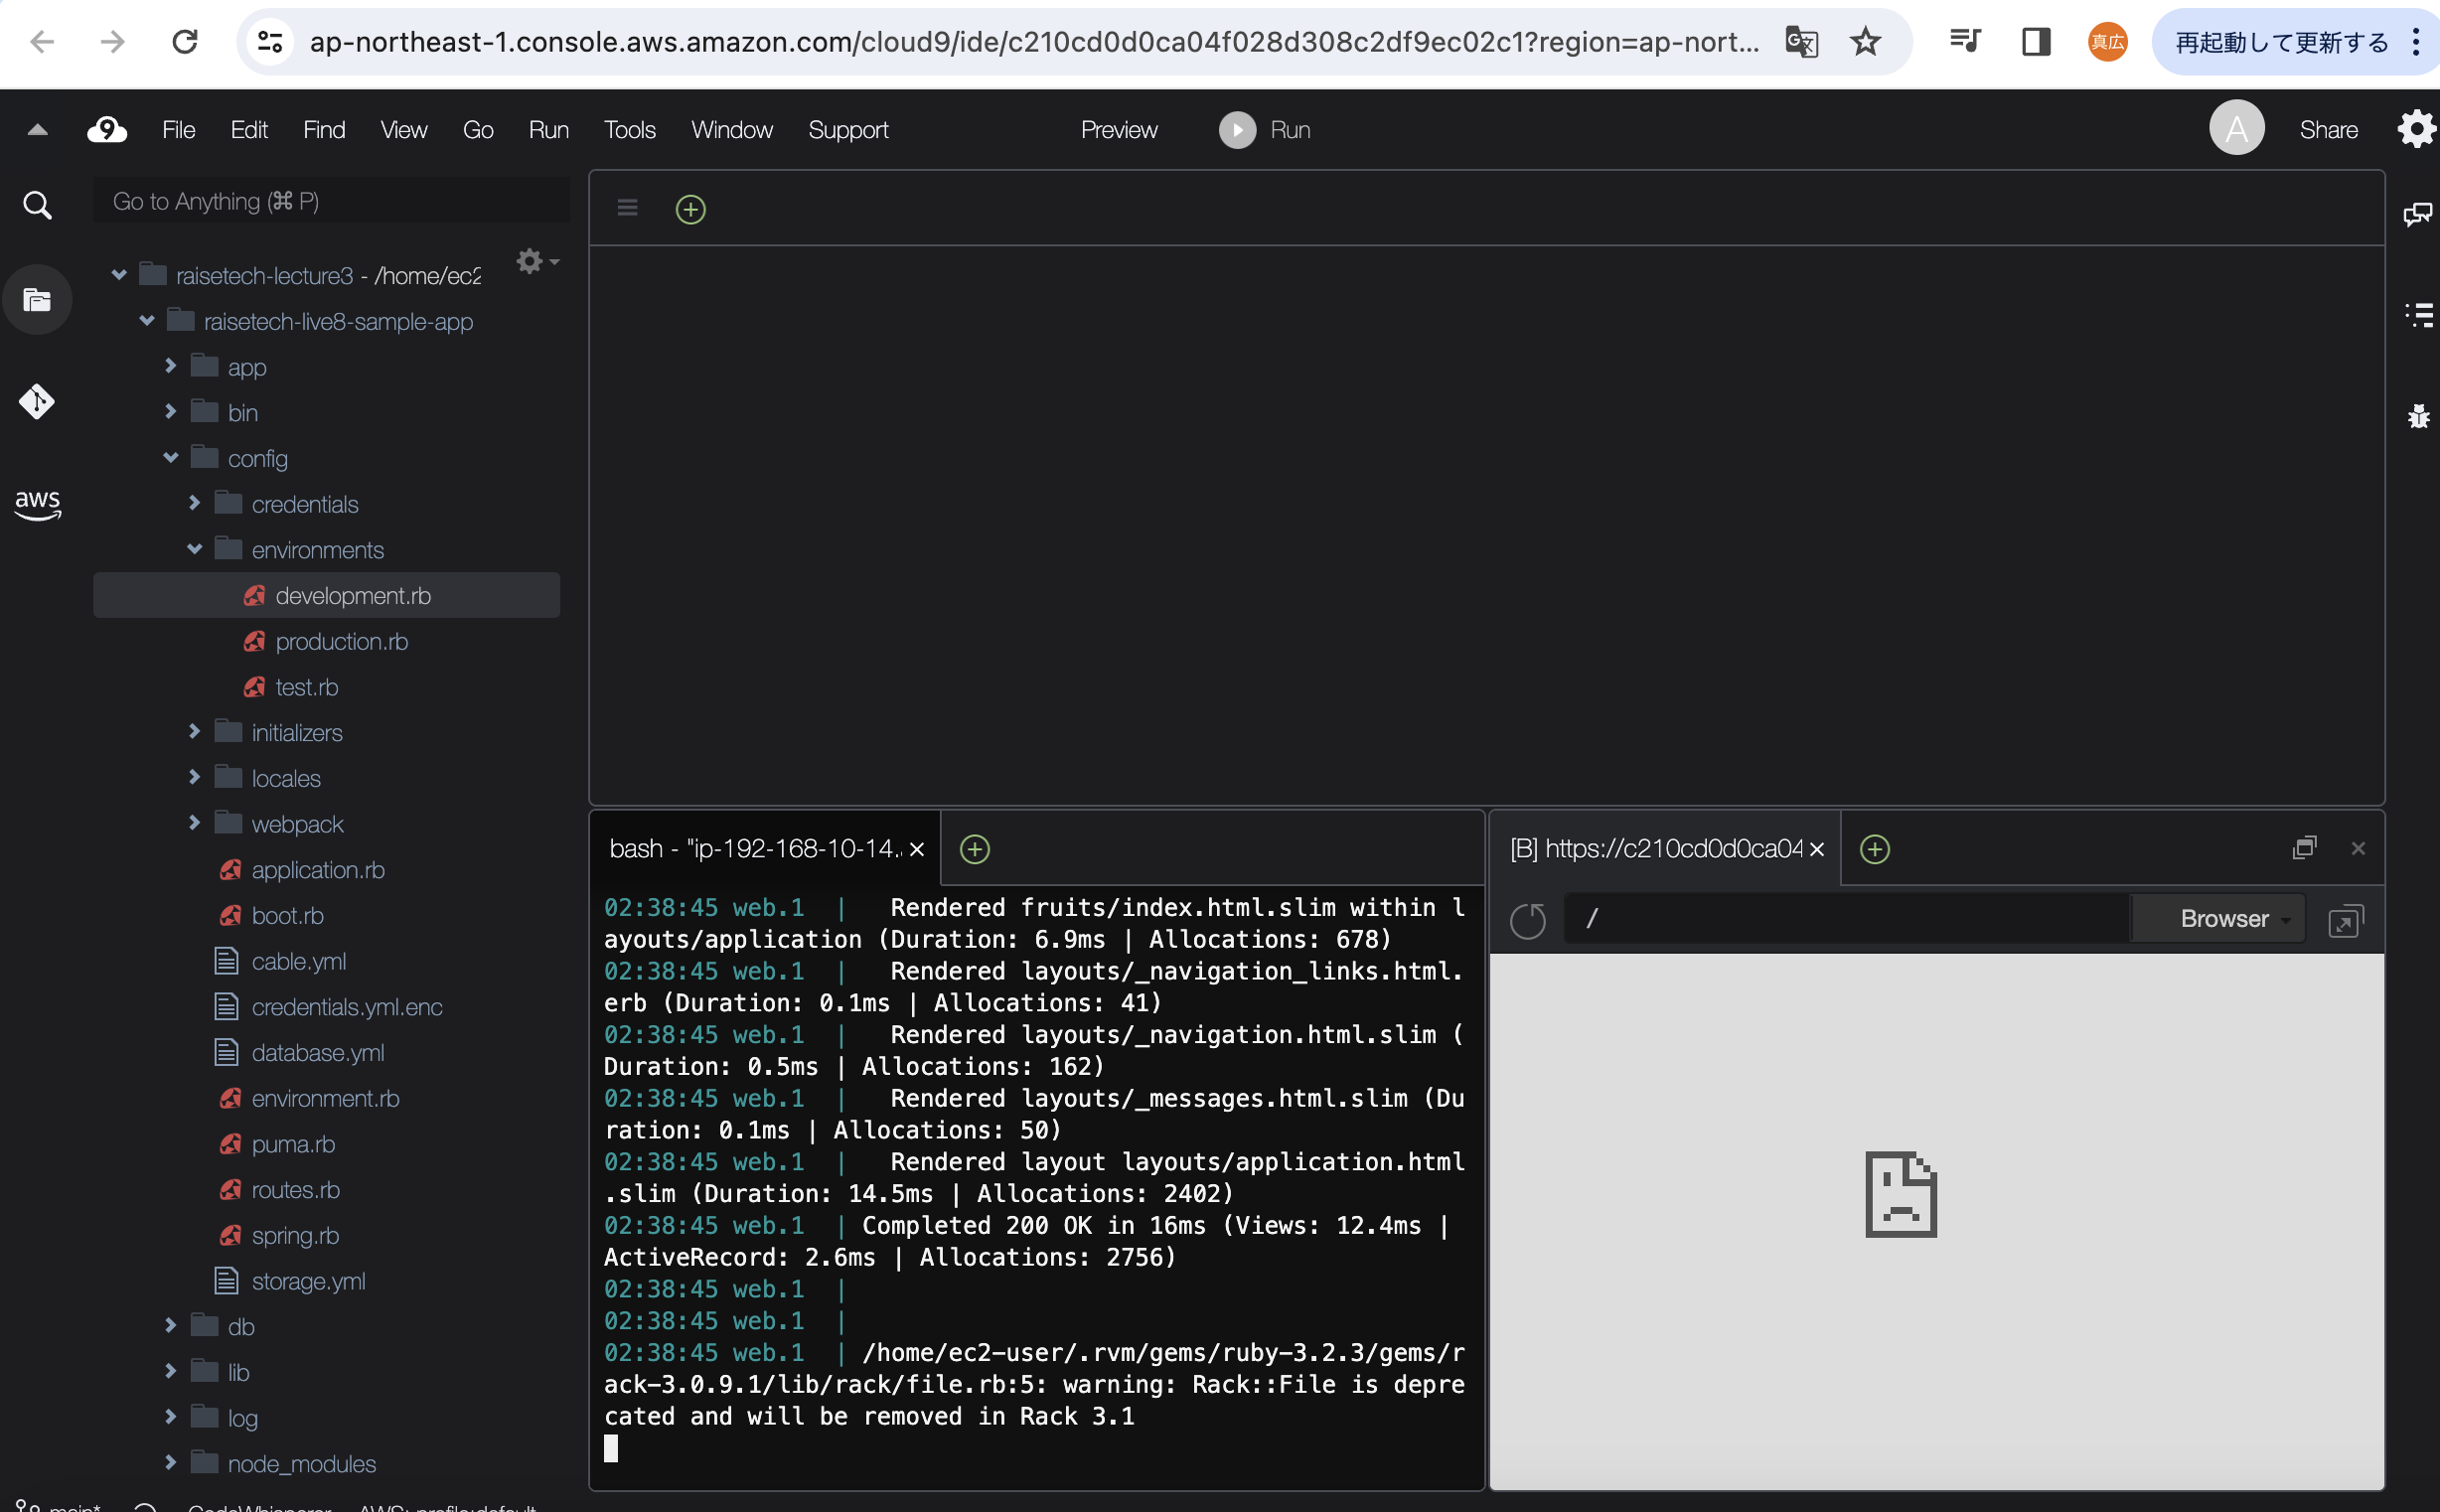 ap-northeast-1.console.aws.amazon.com/cloud9/ide/c210cd0d0ca04f028d308c2df9ec02c1?region=ap-nort...
真広
再起動して更新する
9 File Edit Find View Go Run Tools Window Support Preview Run
A Share
Go to Anything (⌘ P)
raisetech-lecture3 - /home/ec2
raisetech-live8-sample-app
app
bin
config
aws
credentials
environments
development.rb
production.rb
test.rb
initializers
locales
webpack
application.rb
boot.rb
cable.yml
credentials.yml.enc
database.yml
environment.rb
puma.rb
routes.rb
spring.rb
storage.yml
db
lib
log
node_modules
bash - "ip-192-168-10-14.
02:38:45 web.1  |   Rendered fruits/index.html.slim within l
ayouts/application (Duration: 6.9ms | Allocations: 678)
02:38:45 web.1  |   Rendered layouts/_navigation_links.html.
erb (Duration: 0.1ms | Allocations: 41)
02:38:45 web.1  |   Rendered layouts/_navigation.html.slim (
Duration: 0.5ms | Allocations: 162)
02:38:45 web.1  |   Rendered layouts/_messages.html.slim (Du
ration: 0.1ms | Allocations: 50)
02:38:45 web.1  |   Rendered layout layouts/application.html
.slim (Duration: 14.5ms | Allocations: 2402)
02:38:45 web.1  | Completed 200 OK in 16ms (Views: 12.4ms |
ActiveRecord: 2.6ms | Allocations: 2756)
02:38:45 web.1  |
02:38:45 web.1  |
02:38:45 web.1  | /home/ec2-user/.rvm/gems/ruby-3.2.3/gems/r
ack-3.0.9.1/lib/rack/file.rb:5: warning: Rack::File is depre
cated and will be removed in Rack 3.1
[B] https://c210cd0d0ca04
/
Browser
main* CodeWhisperer AWS: profile:default